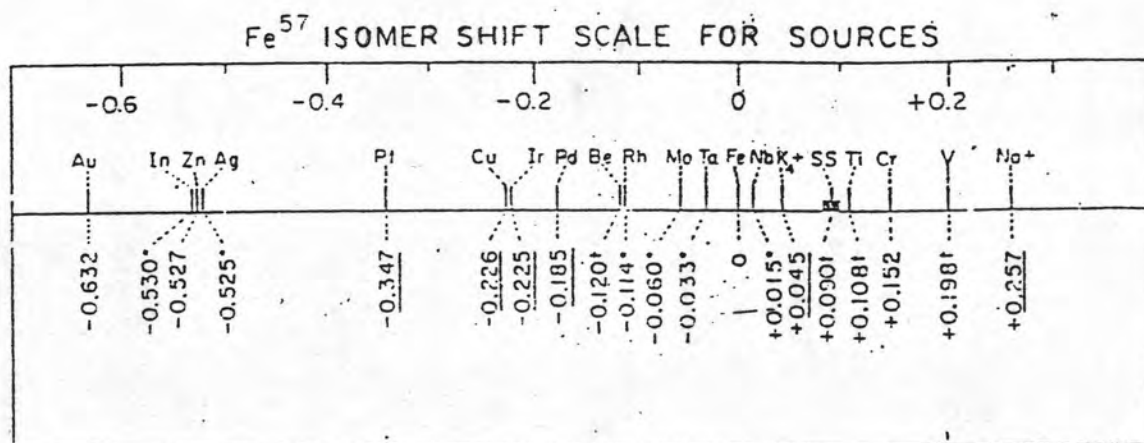 Fe57 ISOMER SHIFT SCALE FOR SOURCES
-0.6 -0.4 -0.2 0 +0.2
Au In Zn Ag Pt Cu Ir Pd Be Rh Mo Ta Fe Nb K+ SS Ti Cr V Na+
-0.632 -0.530* -0.527 -0.525* -0.347 -0.226 -0.225 -0.185 -0.120† -0.114* -0.060* -0.033* 0 +0.015* +0.045 +0.090† +0.108† +0.152 +0.198† +0.257